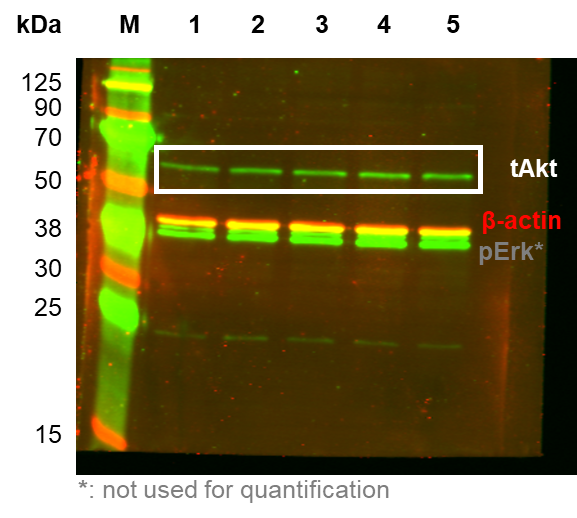 kDa M 1 2 3 4 5
125
90
70
50
38
30
25
15
tAkt
β-actin
pErk*
*: not used for quantification